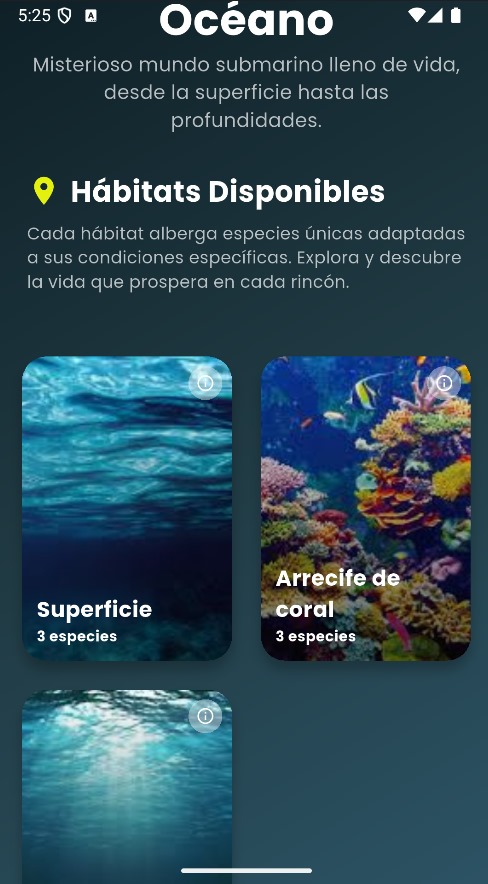 5:25
Océano
Misterioso mundo submarino lleno de vida,
desde la superficie hasta las
profundidades.
Hábitats Disponibles
Cada hábitat alberga especies únicas adaptadas
a sus condiciones específicas. Explora y descubre
la vida que prospera en cada rincón.
Superficie
3 especies
Arrecife de
coral
3 especies